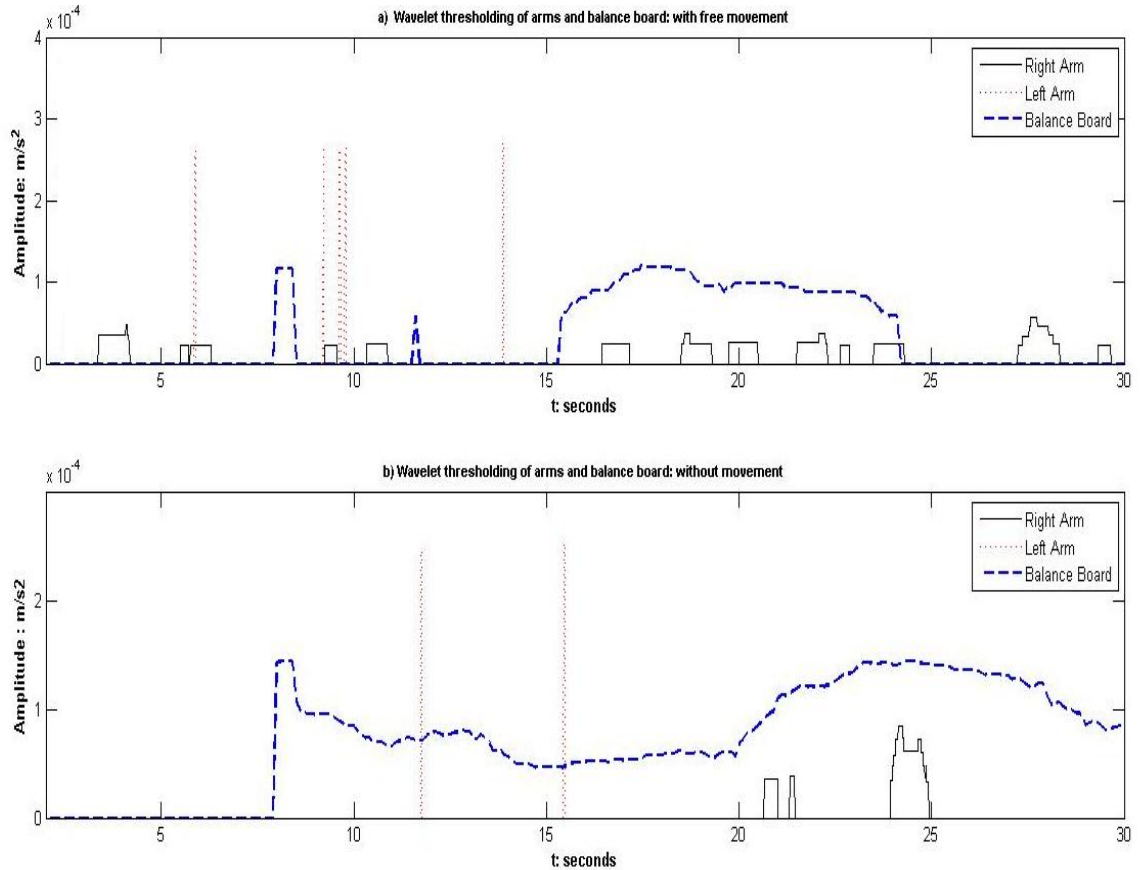 a) Wavelet thresholding of arms and balance board: with free movement
x 10⁻⁴
4
3
2
1
0
Amplitude: m/s²
Right Arm
Left Arm
Balance Board
5 10 15 20 25 30
t: seconds
b) Wavelet thresholding of arms and balance board: without movement
x 10⁻⁴
2
1
0
Amplitude : m/s2
Right Arm
Left Arm
Balance Board
5 10 15 20 25 30
t: seconds